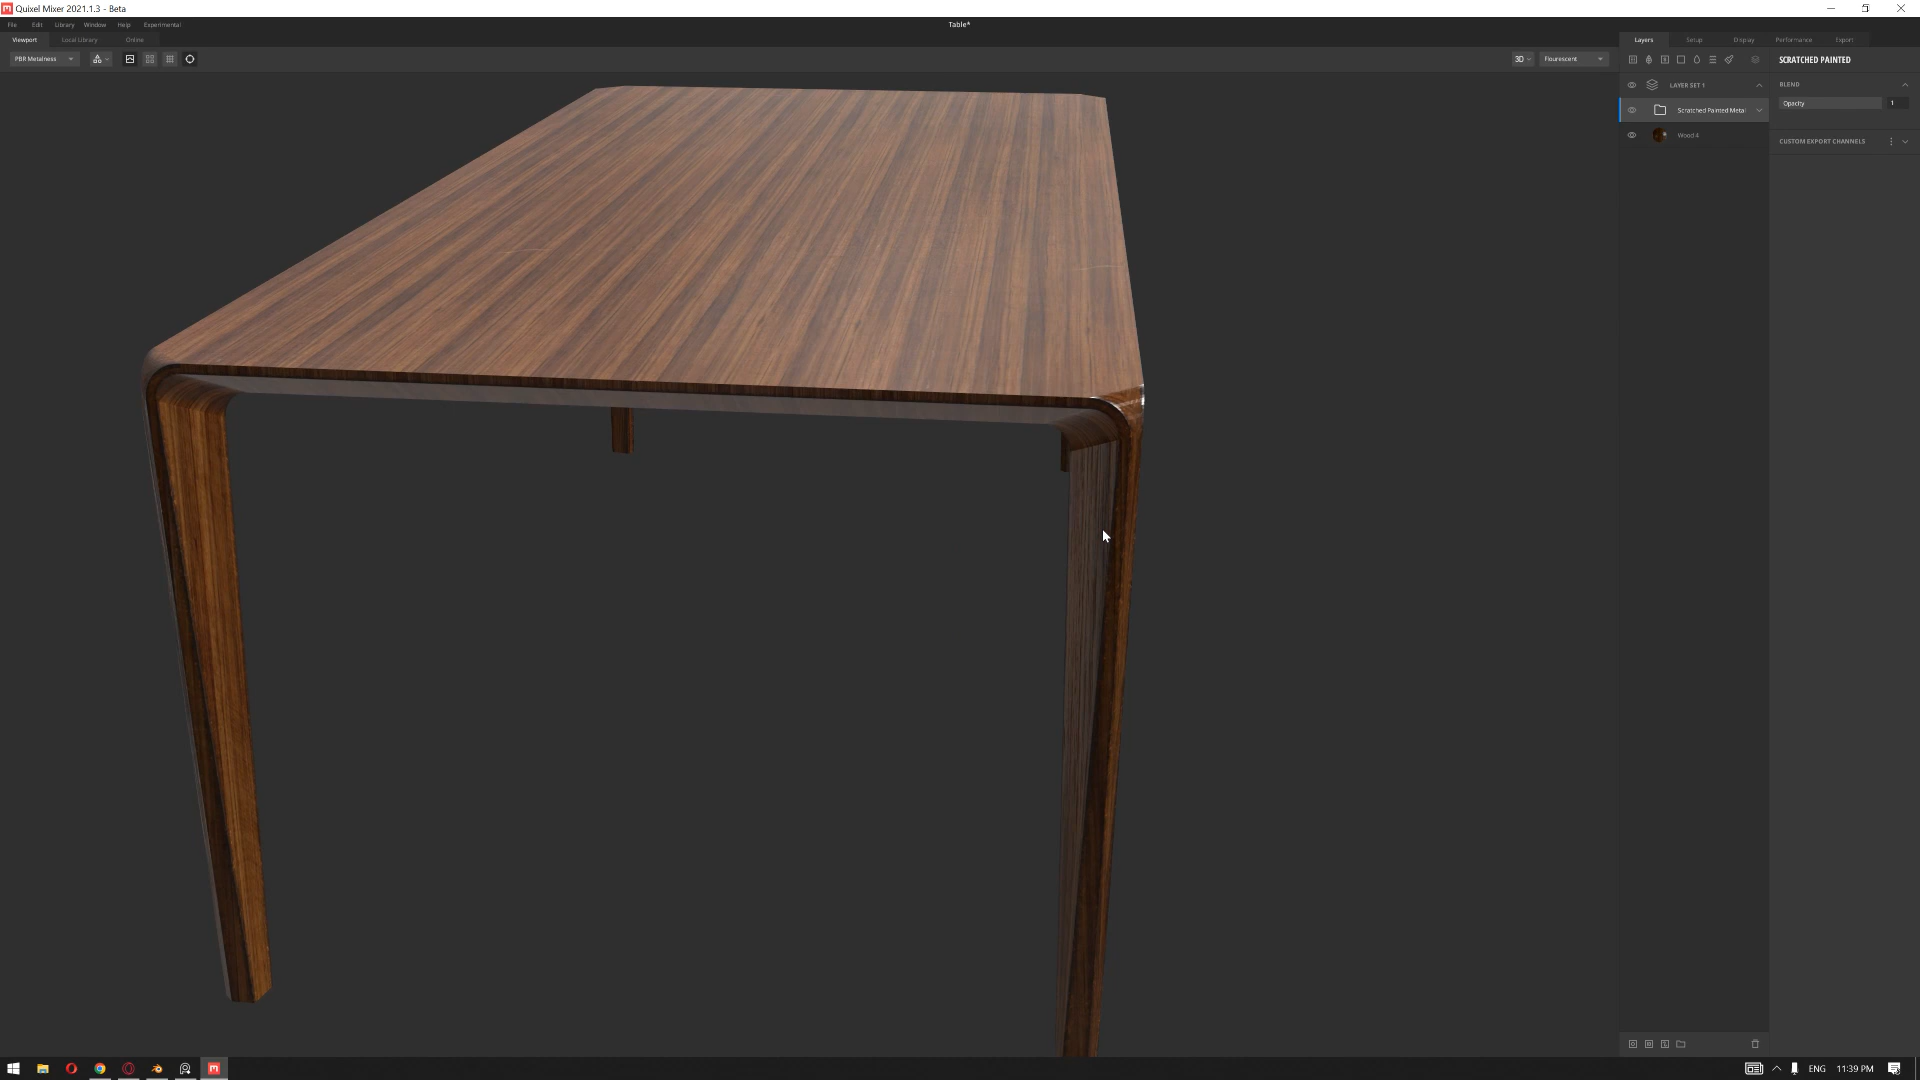 Quixel Mixer 2021.1.3 - Beta
File Edit Library Window Help Experimental
Table*
Viewport Local Library Online
Layers Setup Display Performance Export
PBR Metalness
3D
Flourescent
SCRATCHED PAINTED
LAYER SET 1
BLEND
Opacity 1
Scratched Painted Metal
Wood 4
CUSTOM EXPORT CHANNELS
ENG 11:39 PM